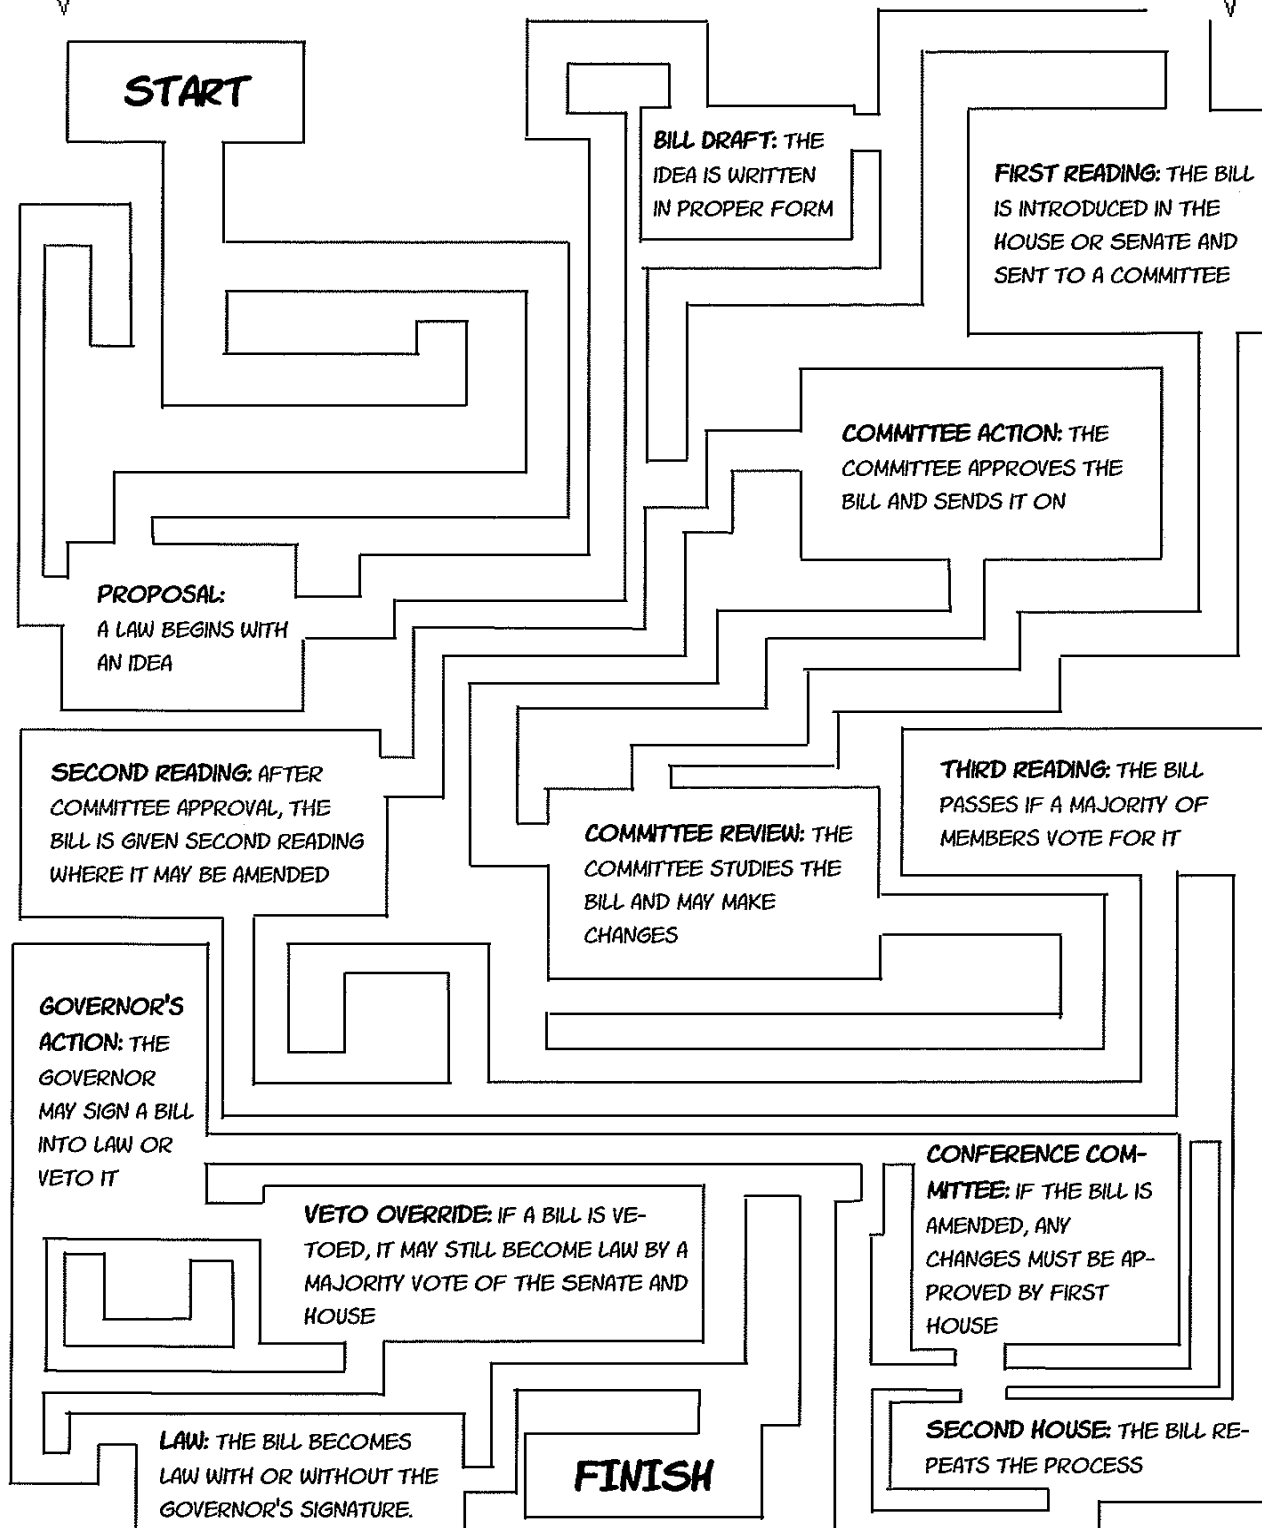 START
BILL DRAFT: THE
IDEA IS WRITTEN
IN PROPER FORM
FIRST READING: THE BILL
IS INTRODUCED IN THE
HOUSE OR SENATE AND
SENT TO A COMMITTEE
COMMITTEE ACTION: THE
COMMITTEE APPROVES THE
BILL AND SENDS IT ON
PROPOSAL:
A LAW BEGINS WITH
AN IDEA
SECOND READING: AFTER
COMMITTEE APPROVAL, THE
BILL IS GIVEN SECOND READING
WHERE IT MAY BE AMENDED
THIRD READING: THE BILL
PASSES IF A MAJORITY OF
MEMBERS VOTE FOR IT
COMMITTEE REVIEW: THE
COMMITTEE STUDIES THE
BILL AND MAY MAKE
CHANGES
GOVERNOR'S
ACTION: THE
GOVERNOR
MAY SIGN A BILL
INTO LAW OR
VETO IT
CONFERENCE COM-
MITTEE: IF THE BILL IS
AMENDED, ANY
CHANGES MUST BE AP-
PROVED BY FIRST
HOUSE
VETO OVERRIDE: IF A BILL IS VE-
TOED, IT MAY STILL BECOME LAW BY A
MAJORITY VOTE OF THE SENATE AND
HOUSE
LAW: THE BILL BECOMES
LAW WITH OR WITHOUT THE
GOVERNOR'S SIGNATURE.
FINISH
SECOND HOUSE: THE BILL RE-
PEATS THE PROCESS